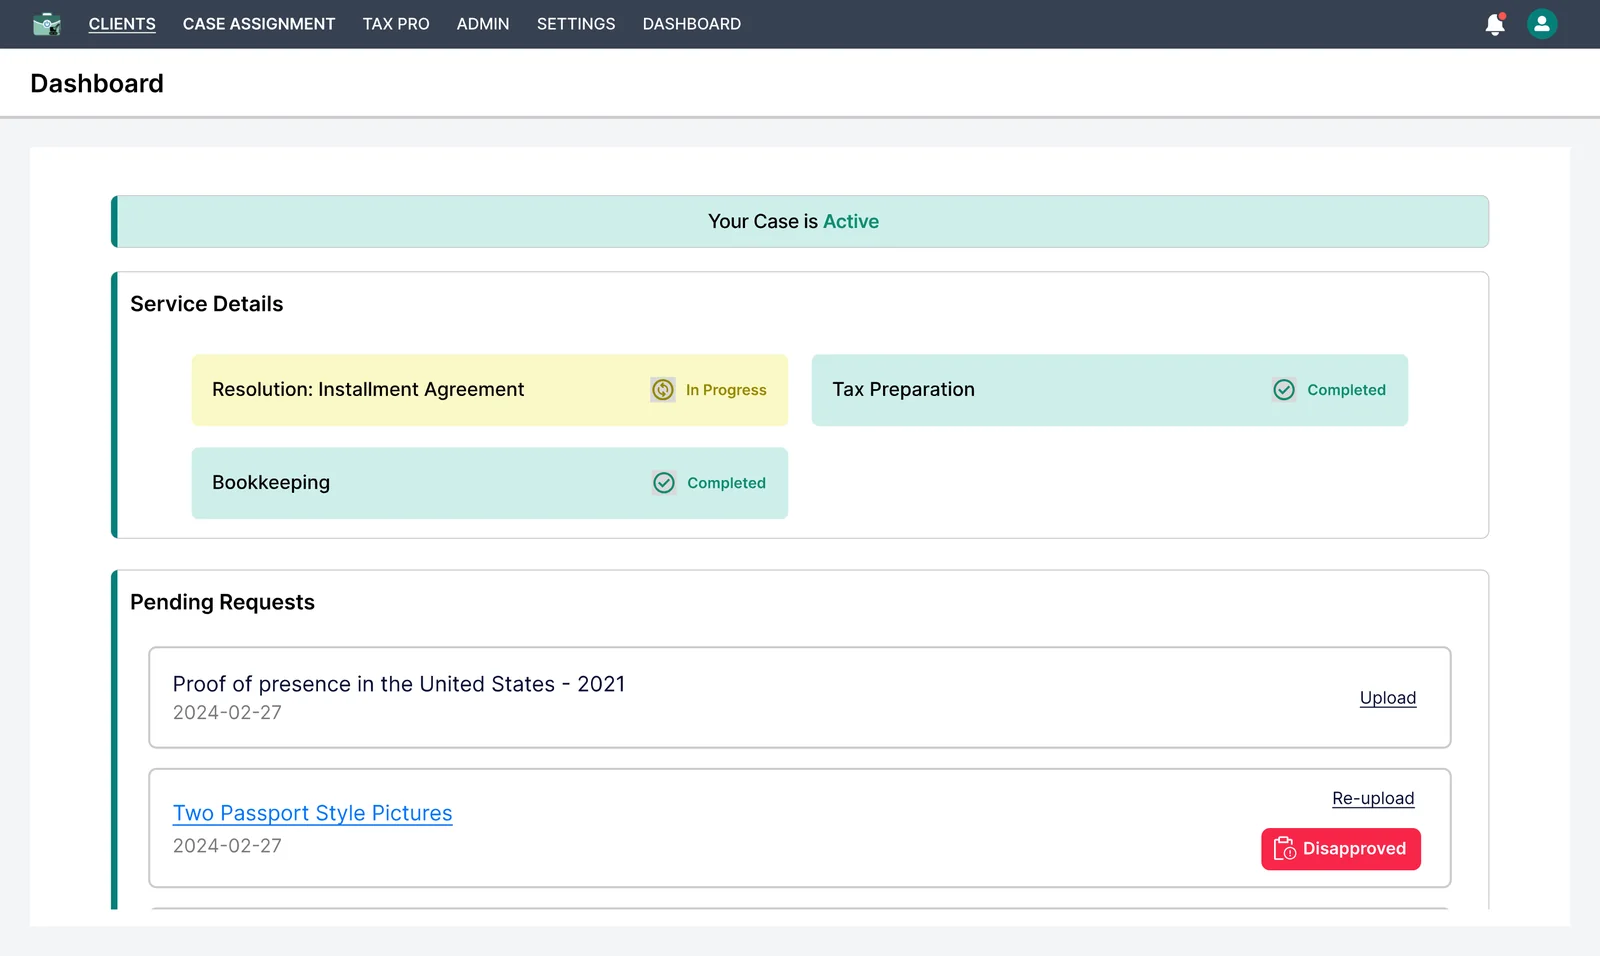 CLIENTS CASE ASSIGNMENT TAX PRO ADMIN SETTINGS DASHBOARD
Dashboard
Your Case is Active
Service Details
Resolution: Installment Agreement In Progress
Tax Preparation Completed
Bookkeeping Completed
Pending Requests
Proof of presence in the United States - 2021
2024-02-27
Upload
Two Passport Style Pictures
2024-02-27
Re-upload
Disapproved